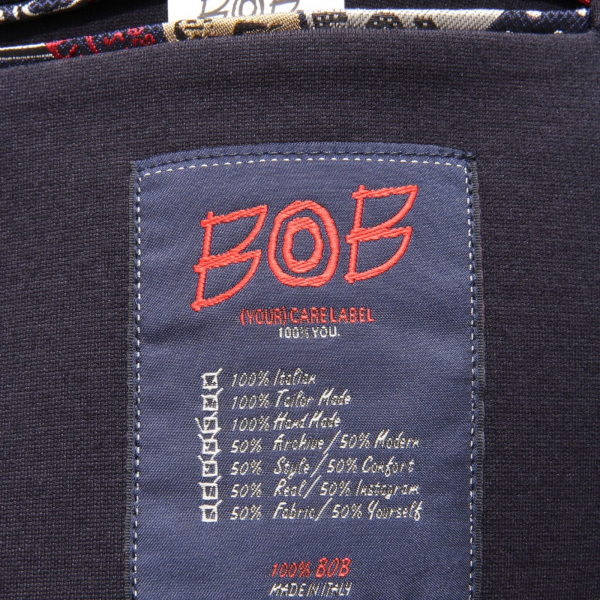 BOB
BOB
(YOUR) CARE LABEL
100% YOU.
100% Italian
100% Tailor Made
100% Hand Made
50% Archive/50% Modern
50% Style/50% Comfort
50% Real/50% Instagram
50% Fabric/50% Yourself
100% BOB
MADE IN ITALY